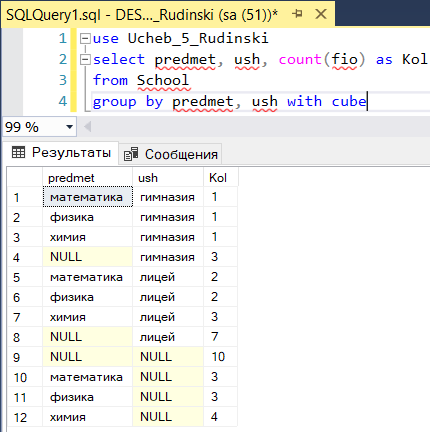 SQLQuery1.sql - DES..._Rudinski (sa (51))*
1 use Ucheb_5_Rudinski
2 select predmet, ush, count(fio) as Kol
3 from School
4 group by predmet, ush with cube
99 %
Результаты Сообщения
predmet ush Kol
1 математика гимназия 1
2 физика гимназия 1
3 химия гимназия 1
4 NULL гимназия 3
5 математика лицей 2
6 физика лицей 2
7 химия лицей 3
8 NULL лицей 7
9 NULL NULL 10
10 математика NULL 3
11 физика NULL 3
12 химия NULL 4